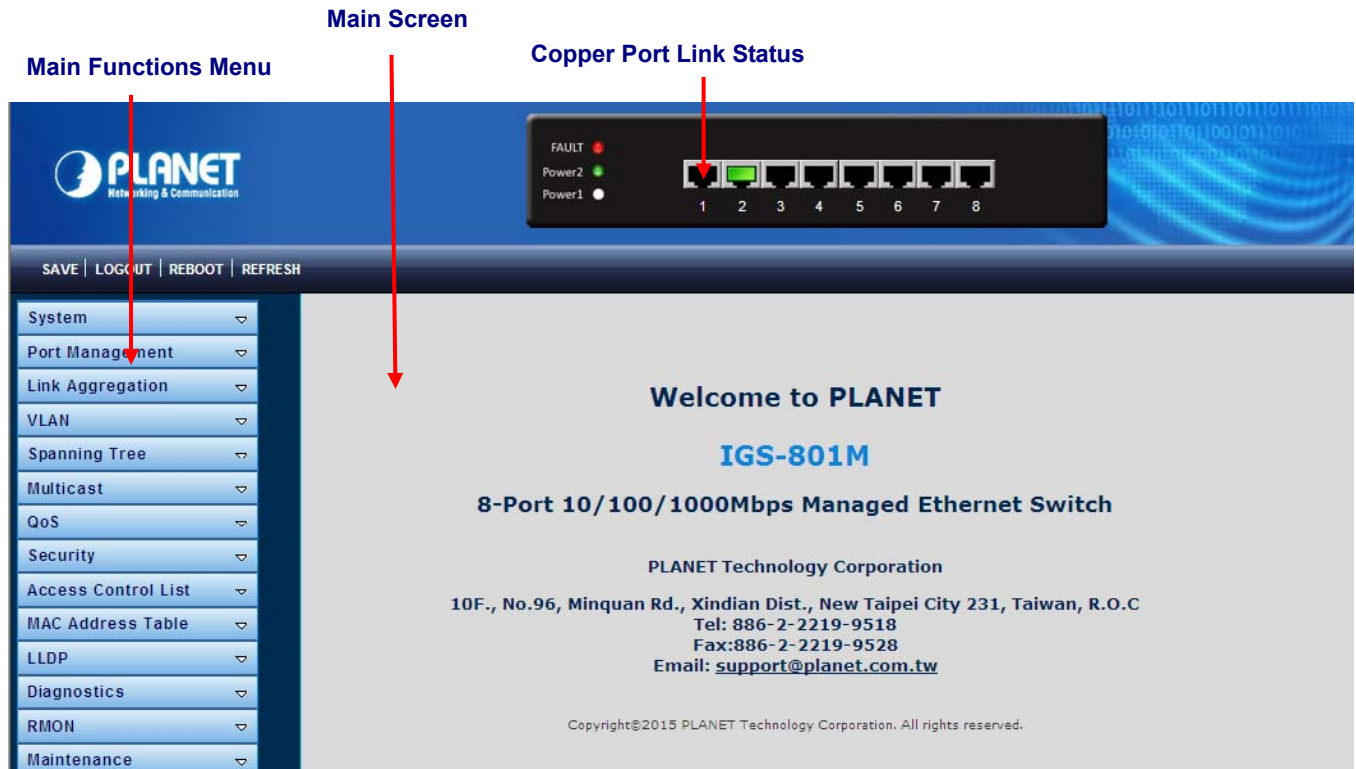 Main Screen
Main Functions Menu
Copper Port Link Status
PLANET
Networking & Communication
FAULT
Power2
Power1
1 2 3 4 5 6 7 8
SAVE | LOGOUT | REBOOT | REFRESH
System
Port Management
Link Aggregation
VLAN
Spanning Tree
Multicast
QoS
Security
Access Control List
MAC Address Table
LLDP
Diagnostics
RMON
Maintenance
Welcome to PLANET
IGS-801M
8-Port 10/100/1000Mbps Managed Ethernet Switch
PLANET Technology Corporation
10F., No.96, Minquan Rd., Xindian Dist., New Taipei City 231, Taiwan, R.O.C
Tel: 886-2-2219-9518
Fax:886-2-2219-9528
Email: support@planet.com.tw
Copyright©2015 PLANET Technology Corporation. All rights reserved.